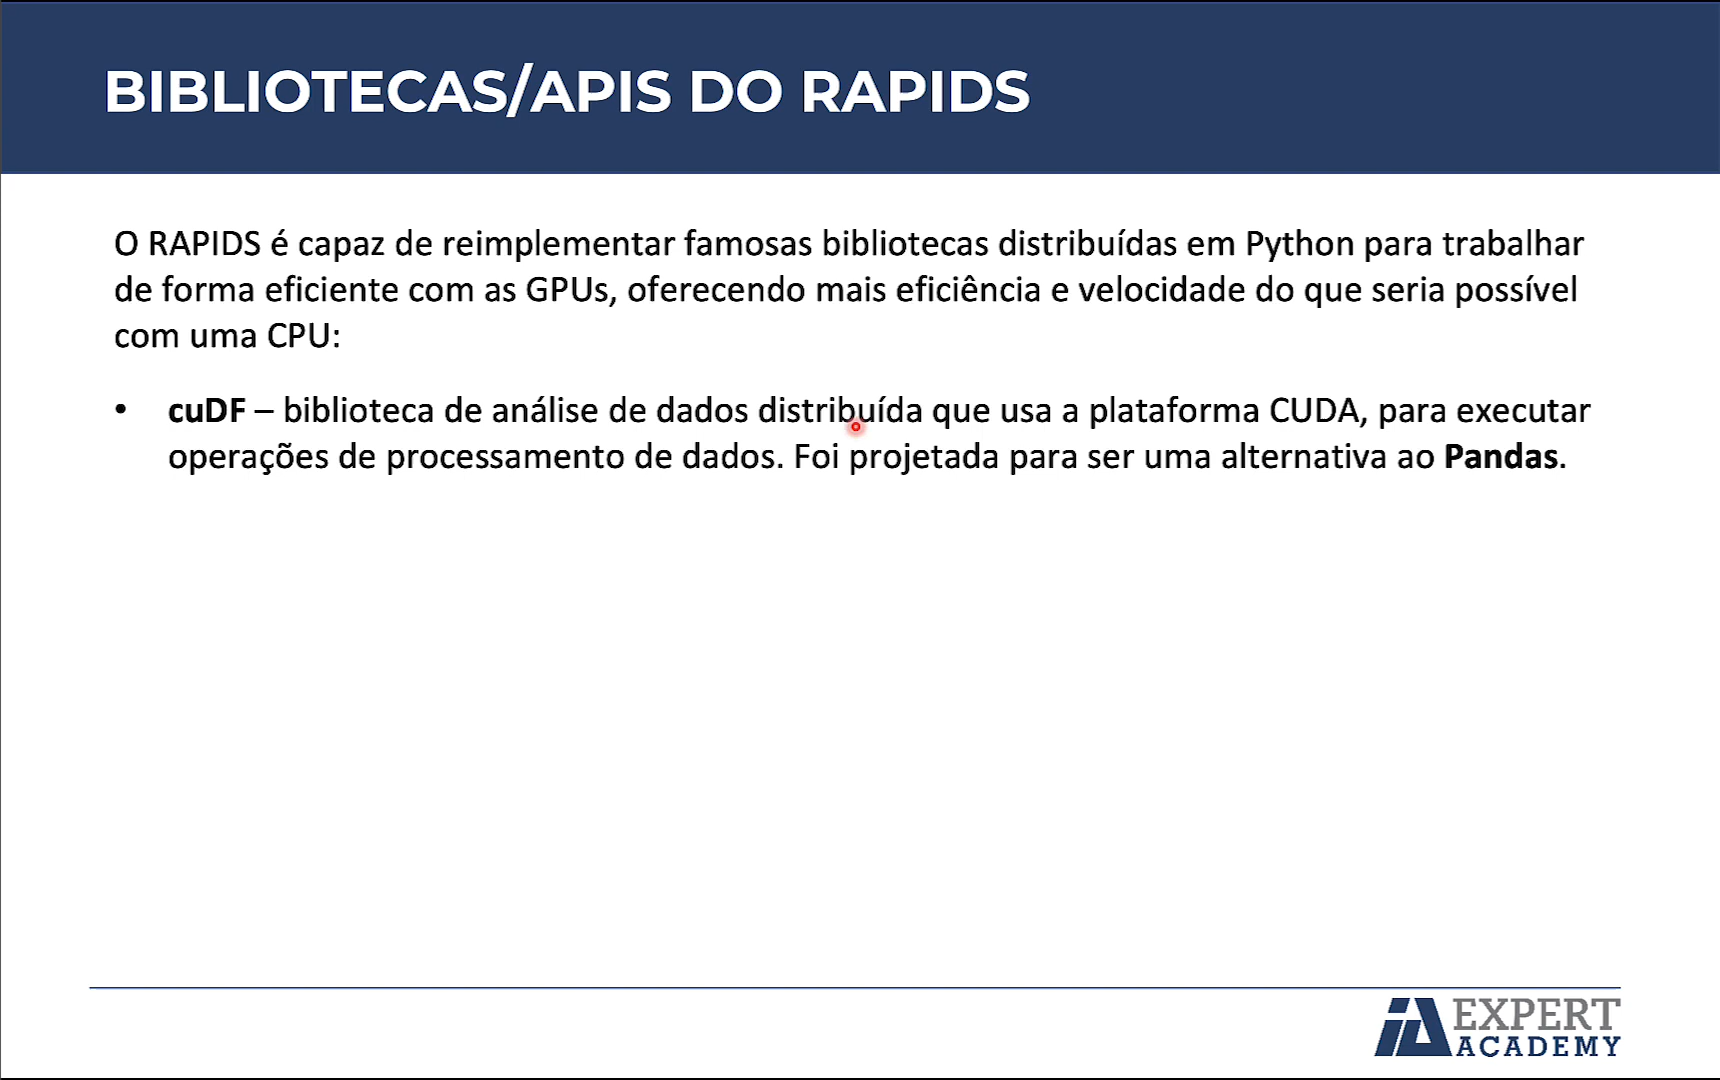 BIBLIOTECAS/APIS DO RAPIDS
O RAPIDS é capaz de reimplementar famosas bibliotecas distribuídas em Python para trabalhar
de forma eficiente com as GPUs, oferecendo mais eficiência e velocidade do que seria possível
com uma CPU:
• cuDF – biblioteca de análise de dados distribuída que usa a plataforma CUDA, para executar
operações de processamento de dados. Foi projetada para ser uma alternativa ao Pandas.
IA EXPERT
ACADEMY